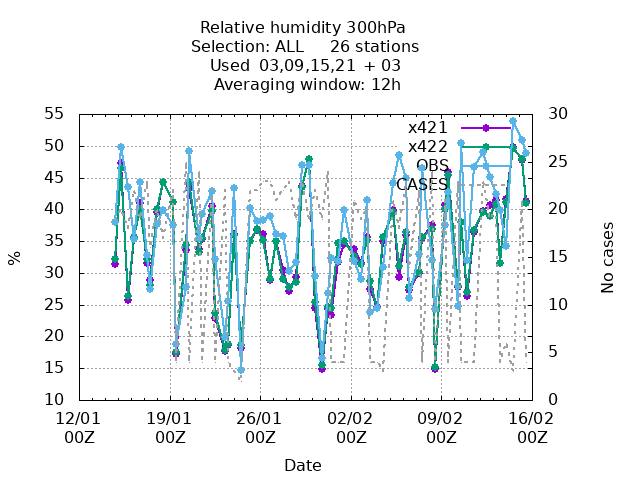 Relative humidity 300hPa
Selection: ALL 26 stations
Used 03,09,15,21 + 03
Averaging window: 12h
55 30
x421
x422
OBS
CASES
50 25
45
40 20
35 15
30
25 10
20
15 5
10 0
%
No cases
12/01 19/01 26/01 02/02 09/02 16/02
00Z 00Z 00Z 00Z 00Z 00Z
Date